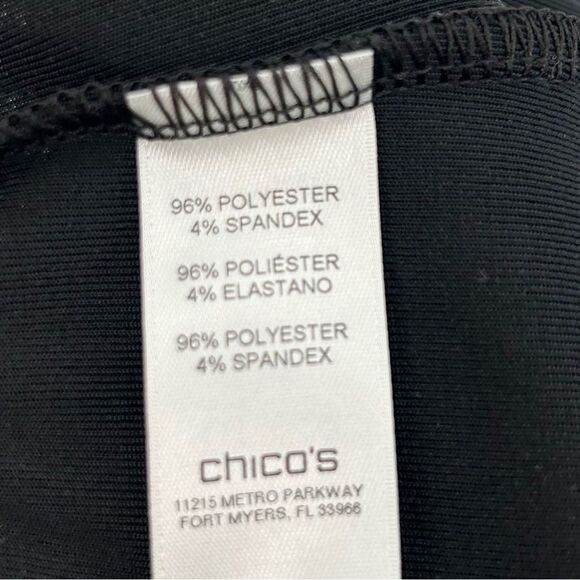 96% POLYESTER
4% SPANDEX
96% POLIÉSTER
4% ELASTANO
96% POLYESTER
4% SPANDEX
chico's
11215 METRO PARKWAY
FORT MYERS, FL 33966